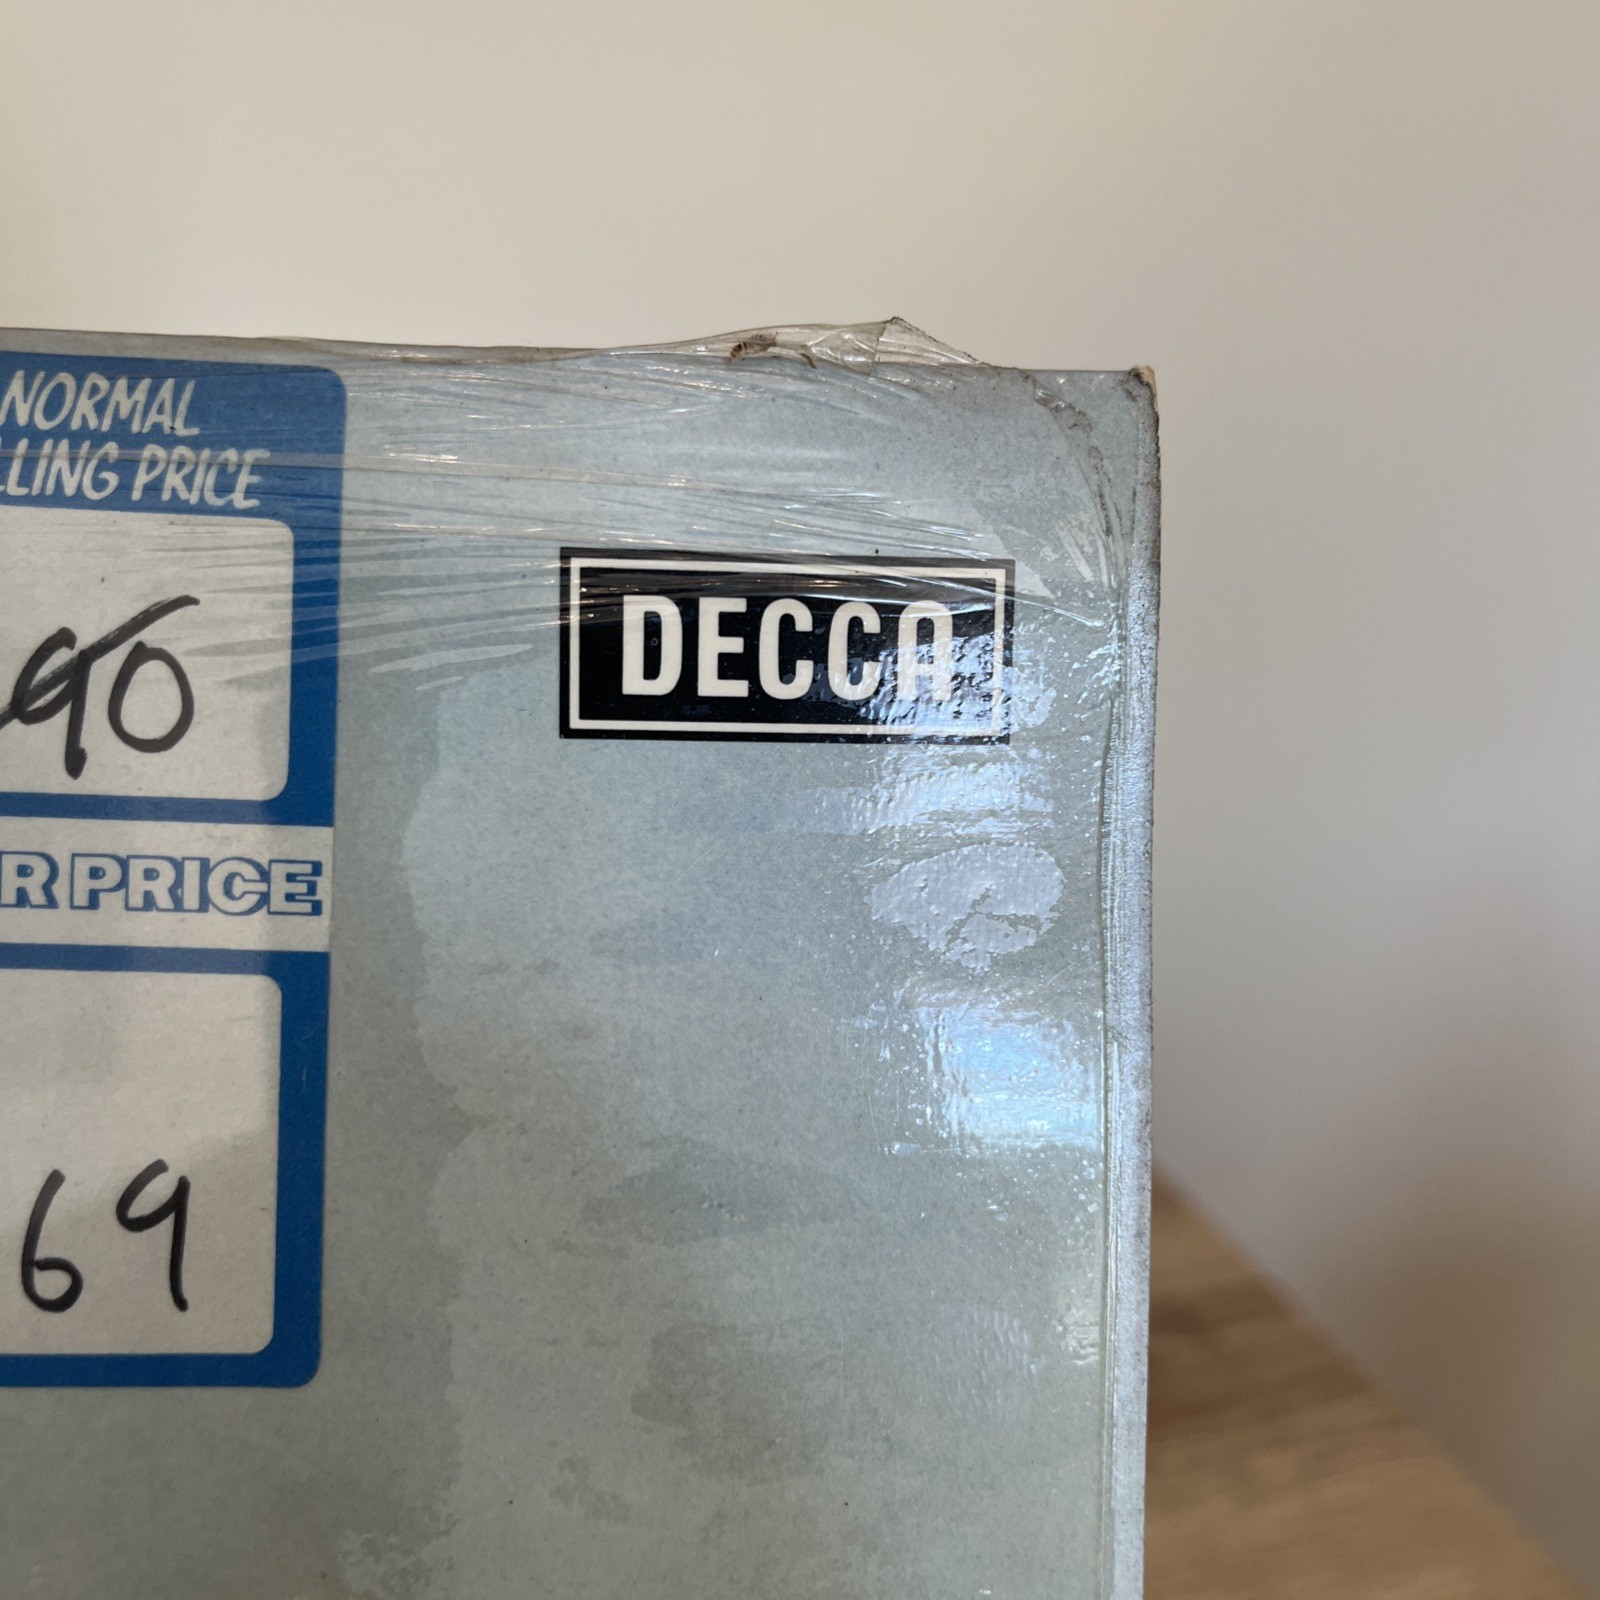 NORMAL
LLING PRICE
90
DECCA
R PRICE
69